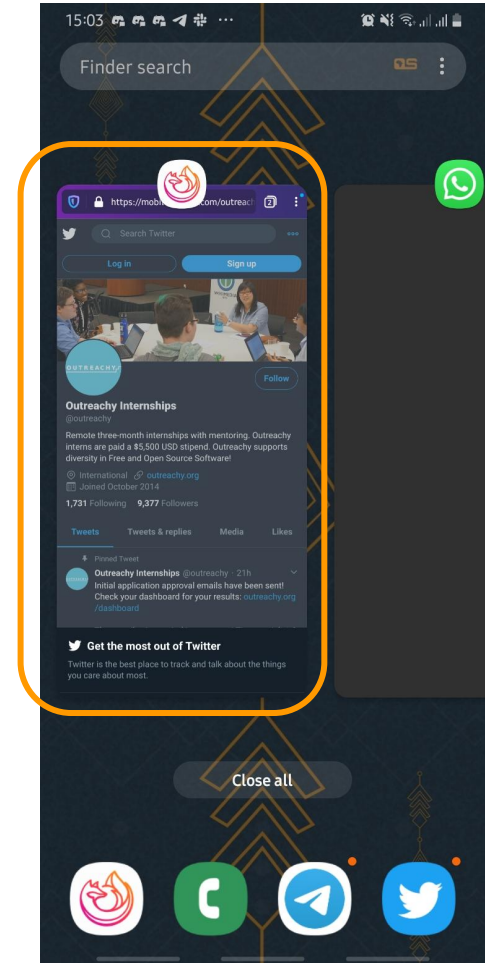 15:03
Finder search
https://mobi com/outreach 2
Search Twitter
Log in Sign up
OUTREACHY
Follow
Outreachy Internships
@outreachy
Remote three-month internships with mentoring. Outreachy
interns are paid a $5,500 USD stipend. Outreachy supports
diversity in Free and Open Source Software!
International outreachy.org
Joined October 2014
1,731 Following 9,377 Followers
Tweets Tweets & replies Media Likes
Pinned Tweet
Outreachy Internships @outreachy · 21h
Initial application approval emails have been sent!
Check your dashboard for your results: outreachy.org
/dashboard
Get the most out of Twitter
Twitter is the best place to track and talk about the things
you care about most.
Close all